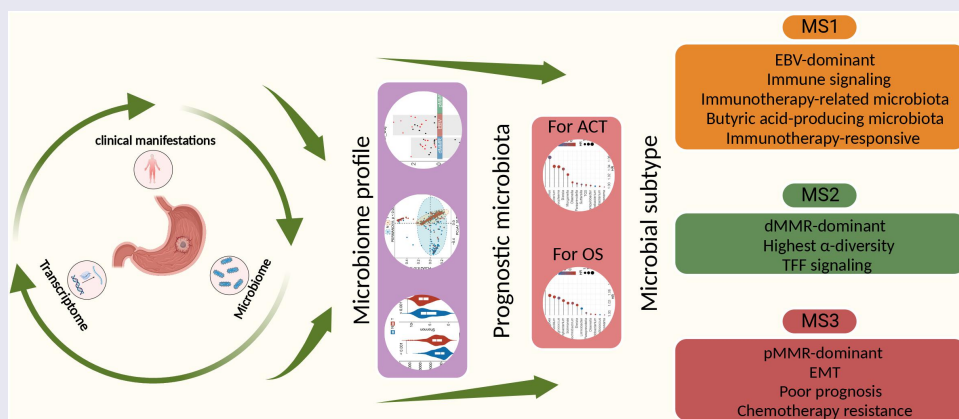 clinical manifestations
Transcriptome
Microbiome
Microbiome profile
Prognostic microbiota
For ACT
For OS
Microbial subtype
MS1
EBV-dominant
Immune signaling
Immunotherapy-related microbiota
Butyric acid-producing microbiota
Immunotherapy-responsive
MS2
dMMR-dominant
Highest α-diversity
TFF signaling
MS3
pMMR-dominant
EMT
Poor prognosis
Chemotherapy resistance